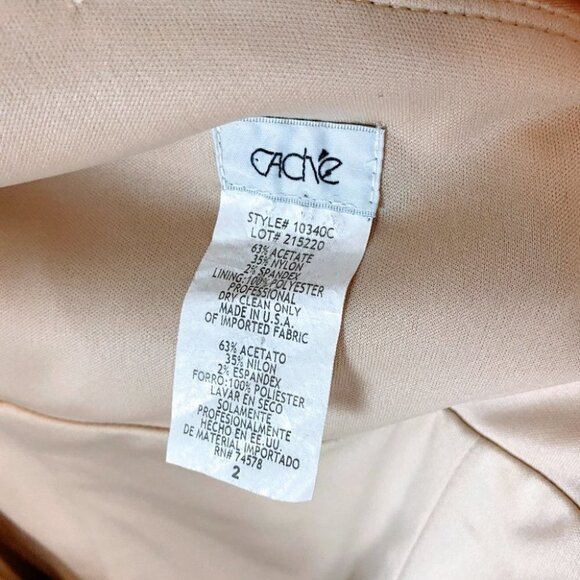 CAché
STYLE# 10340C
LOT# 215220
63% ACETATE
35% NYLON
2% SPANDEX
LINING:100% POLYESTER
PROFESSIONAL
DRY CLEAN ONLY
MADE IN U.S.A.
OF IMPORTED FABRIC
63% ACETATO
35% NILON
2% ESPANDEX
FORRO:100% POLIESTER
LAVAR EN SECO
SOLAMENTE
PROFESIONALMENTE
HECHO EN EE.UU.
DE MATERIAL IMPORTADO
RN# 74578
2